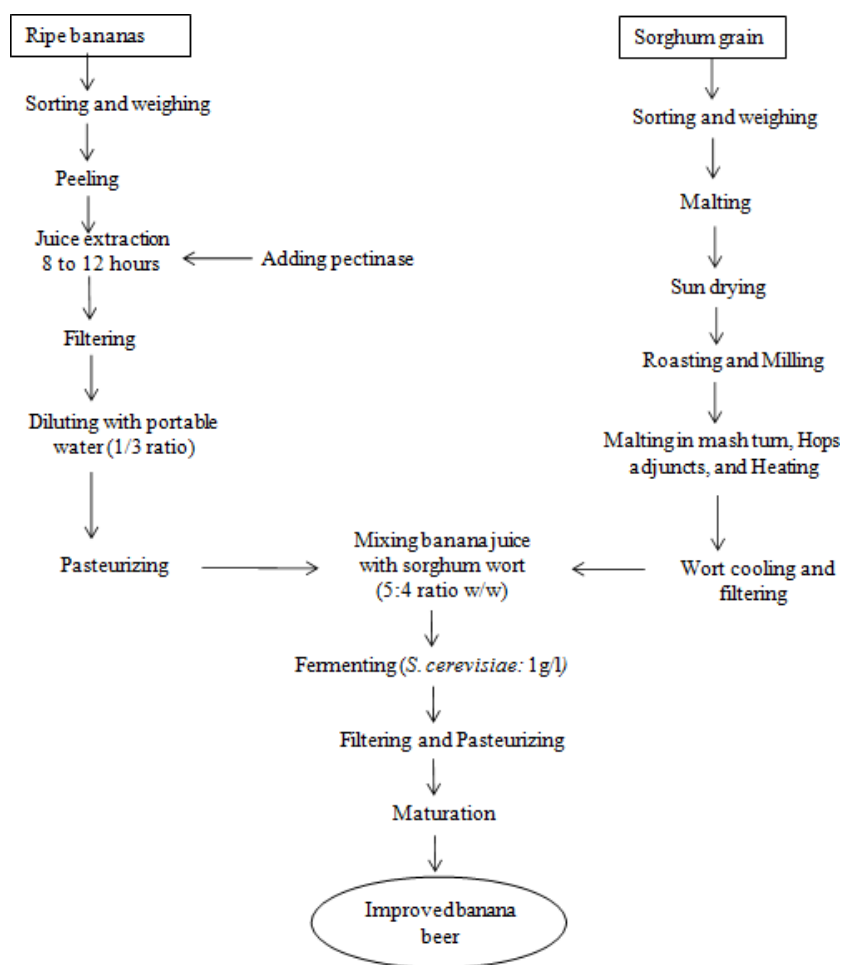 Ripe bananas
Sorting and weighing
Peeling
Juice extraction
8 to 12 hours
Adding pectinase
Filtering
Diluting with portable
water (1/3 ratio)
Pasteurizing
Sorghum grain
Sorting and weighing
Malting
Sun drying
Roasting and Milling
Malting in mash turn, Hops
adjuncts, and Heating
Wort cooling and
filtering
Mixing banana juice
with sorghum wort
(5:4 ratio w/w)
Fermenting (S. cerevisiae: 1g/l)
Filtering and Pasteurizing
Maturation
Improved banana
beer